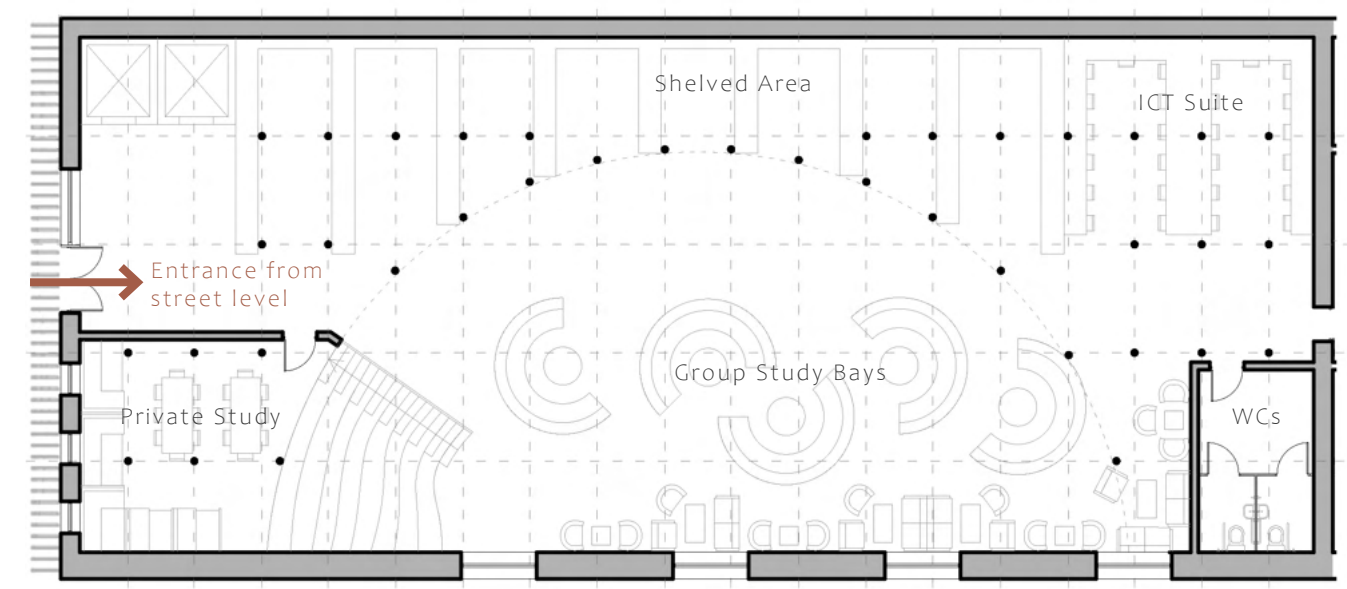 Shelved Area
ICT Suite
Entrance from
street level
Group Study Bays
Private Study
WCs